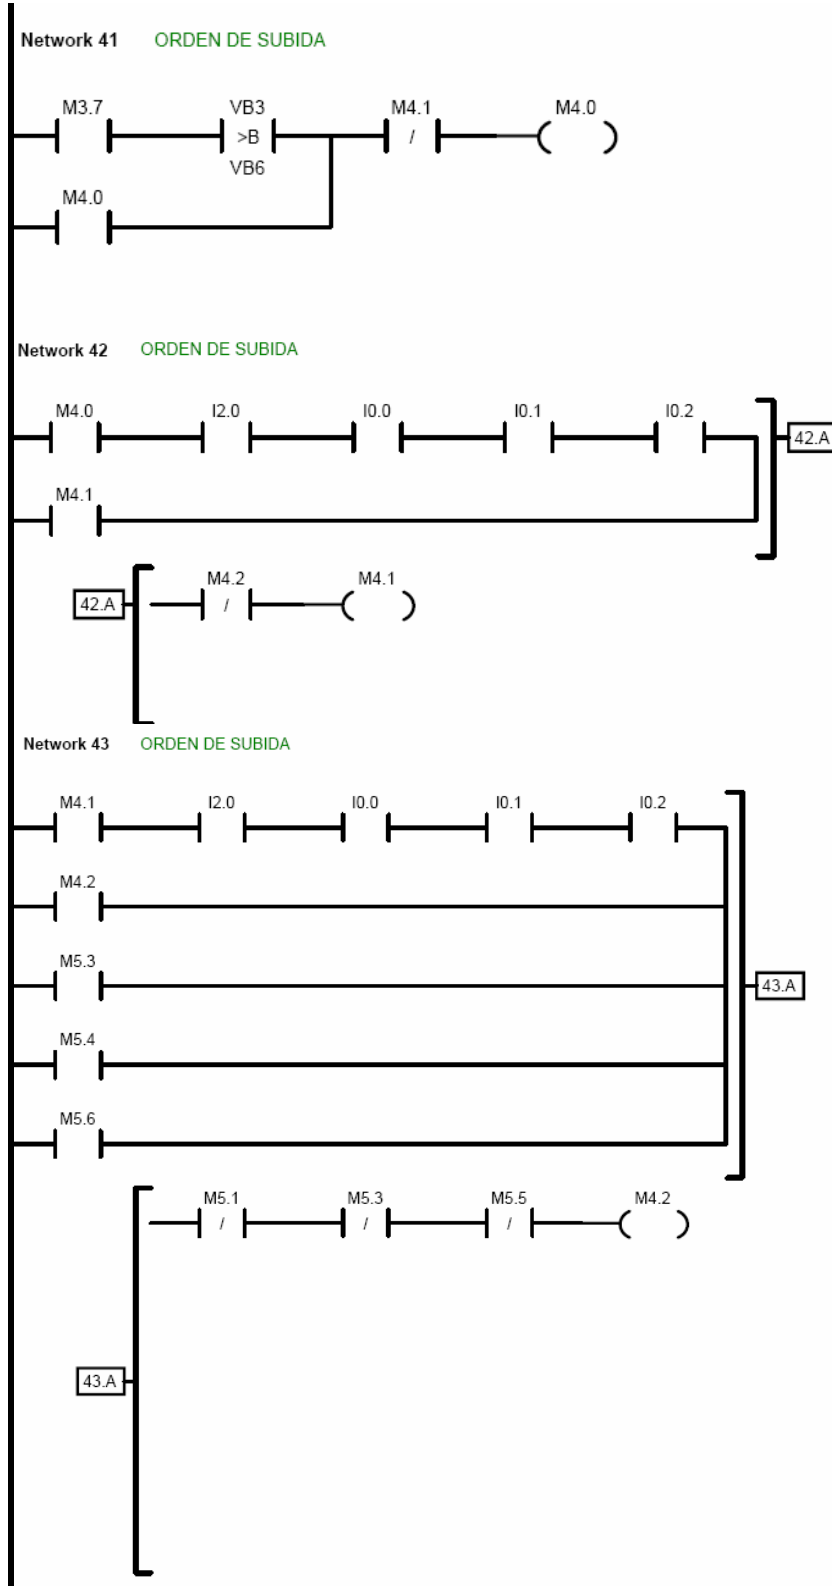 Network 41 ORDEN DE SUBIDA
M3.7 VB3 M4.1 M4.0
>B /
VB6
M4.0
Network 42 ORDEN DE SUBIDA
M4.0 I2.0 I0.0 I0.1 I0.2
42.A
M4.1
M4.2 M4.1
42.A /
Network 43 ORDEN DE SUBIDA
M4.1 I2.0 I0.0 I0.1 I0.2
M4.2
M5.3
43.A
M5.4
M5.6
M5.1 M5.3 M5.5 M4.2
/ / /
43.A